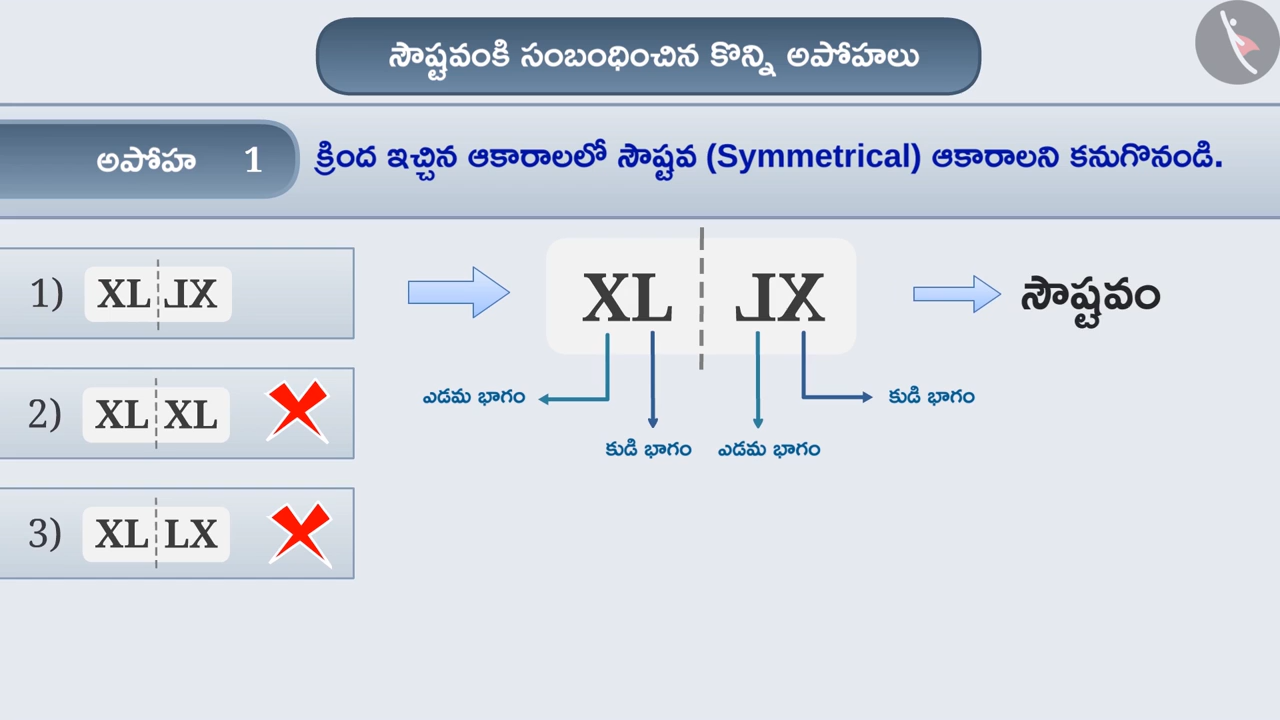 సౌష్టవంకి సంబంధించిన కొన్ని అపోహలు
అపోహ 1
క్రింద ఇచ్చిన ఆకారాలలో సౌష్టవ (Symmetrical) ఆకారాలని కనుగొనండి.
1) XL ⅃X
XL ⅃X
సౌష్టవం
ఎడమ భాగం
కుడి భాగం
కుడి భాగం
ఎడమ భాగం
2) XL XL
3) XL LX